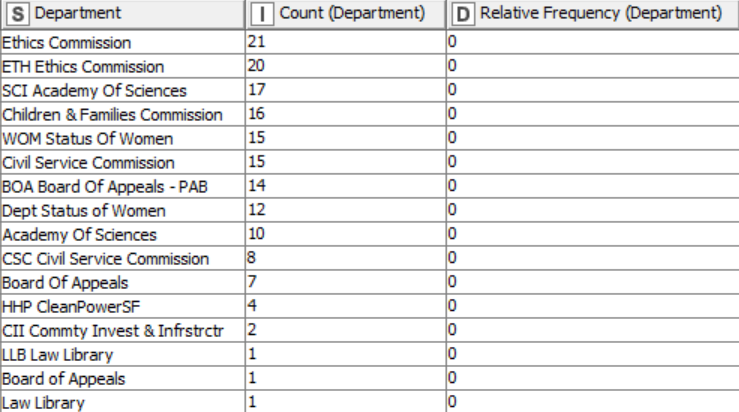 S Department I Count (Department) D Relative Frequency (Department)
Ethics Commission 21 0
ETH Ethics Commission 20 0
SCI Academy Of Sciences 17 0
Children & Families Commission 16 0
WOM Status Of Women 15 0
Civil Service Commission 15 0
BOA Board Of Appeals - PAB 14 0
Dept Status of Women 12 0
Academy Of Sciences 10 0
CSC Civil Service Commission 8 0
Board Of Appeals 7 0
HHP CleanPowerSF 4 0
CII Commty Invest & Infrstrctr 2 0
LLB Law Library 1 0
Board of Appeals 1 0
Law Library 1 0